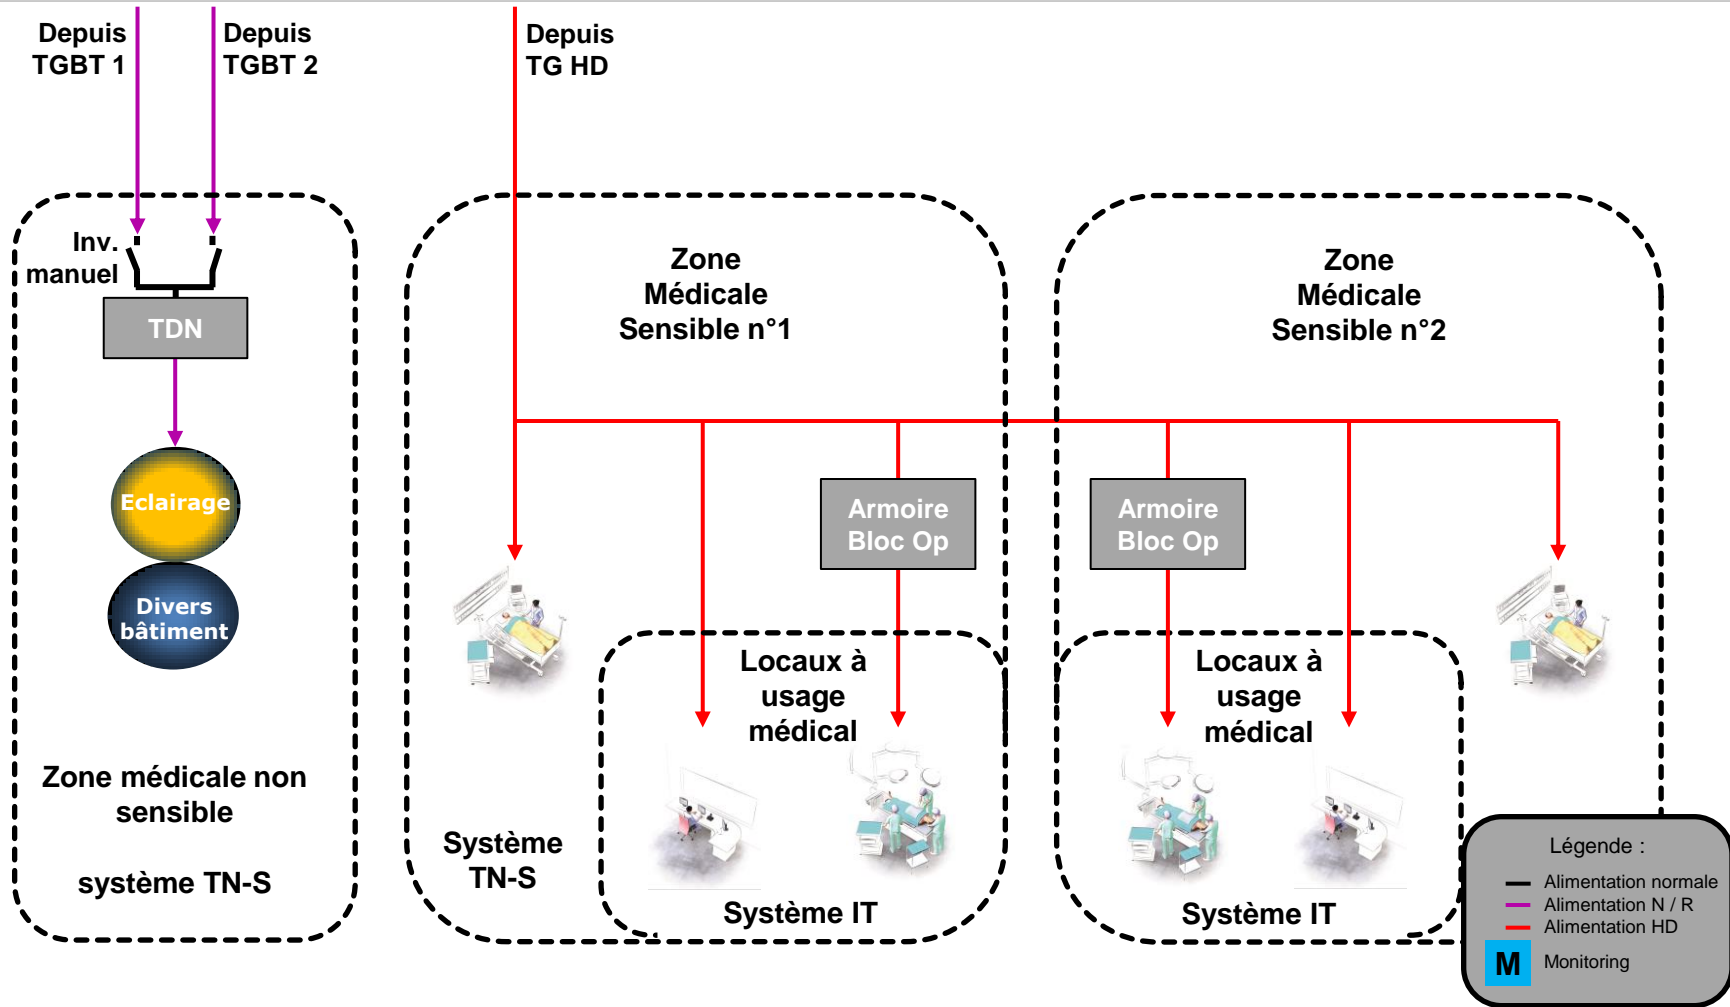 Depuis
TGBT 1
Depuis
TGBT 2
Depuis
TG HD
Inv.
manuel
TDN
Eclairage
Divers
bâtiment
Zone médicale non
sensible
système TN-S
Zone
Médicale
Sensible n°1
Armoire
Bloc Op
Locaux à
usage
médical
Système
TN-S
Système IT
Zone
Médicale
Sensible n°2
Armoire
Bloc Op
Locaux à
usage
médical
Système IT
Légende :
Alimentation normale
Alimentation N / R
Alimentation HD
M Monitoring